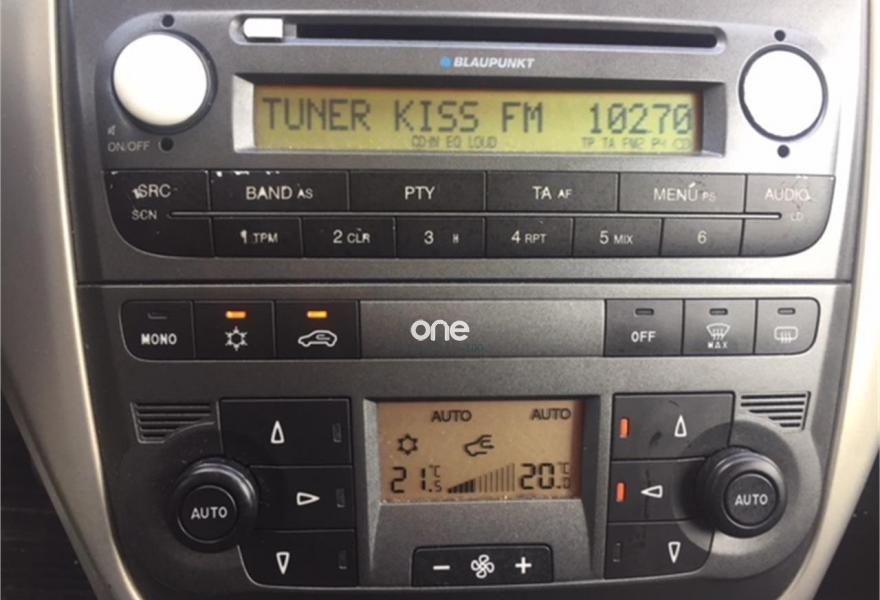 BLAUPUNKT
TUNER KISS FM 10270
CD-IN EQ LOUD TP TA FM2 P4 CD
ON/OFF
SRC BAND AS PTY TA AF MENU PS AUDIO
SCN LD
1 TPM 2 CLR 3 4 RPT 5 MIX 6
MONO one OFF MAX
AUTO AUTO
21.5 °C 20.0 °C
AUTO AUTO
- +